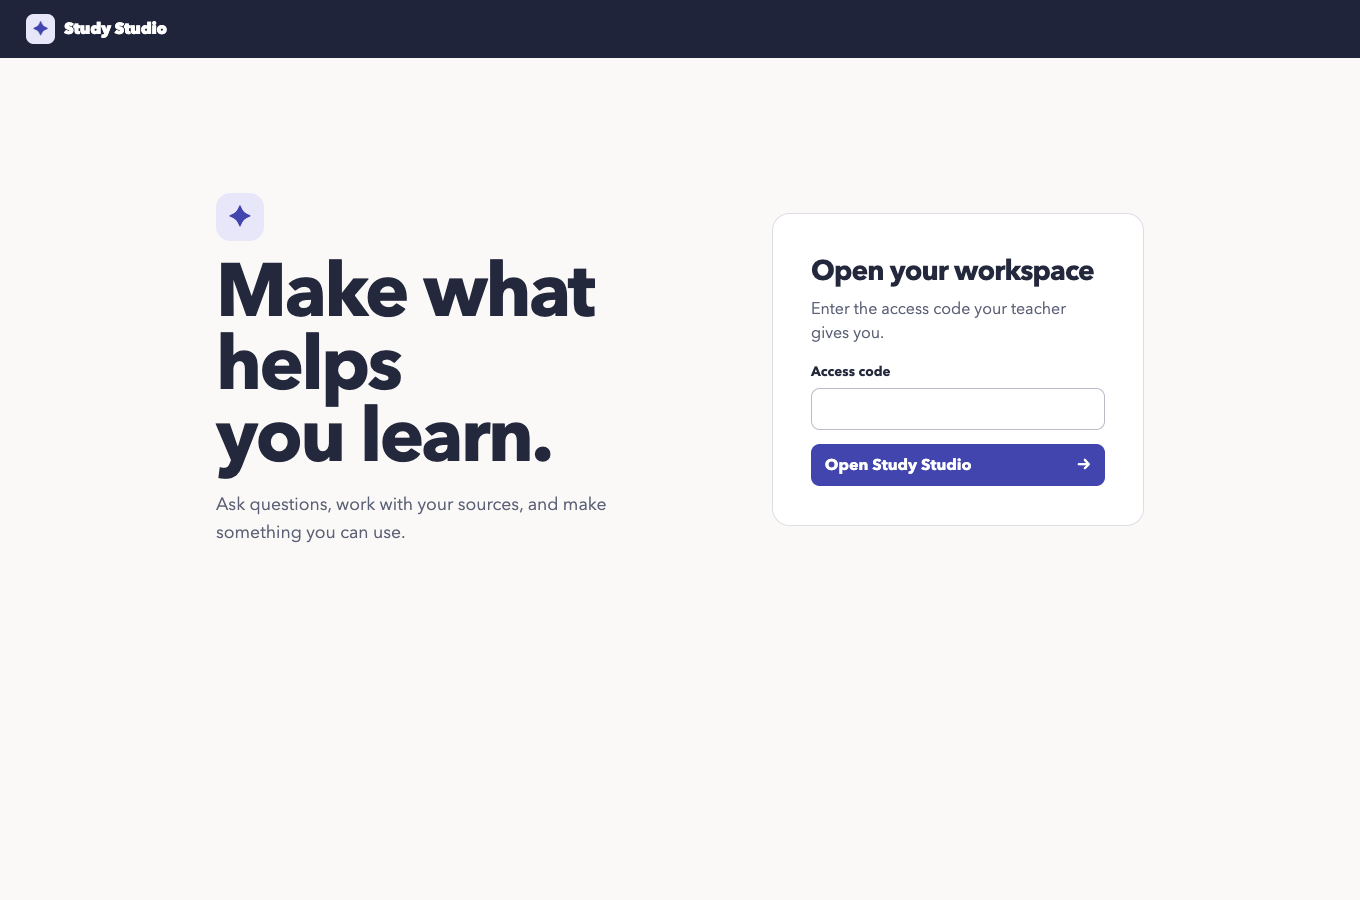 Study Studio
Make what
helps
you learn.
Ask questions, work with your sources, and make
something you can use.
Open your workspace
Enter the access code your teacher
gives you.
Access code
Open Study Studio →